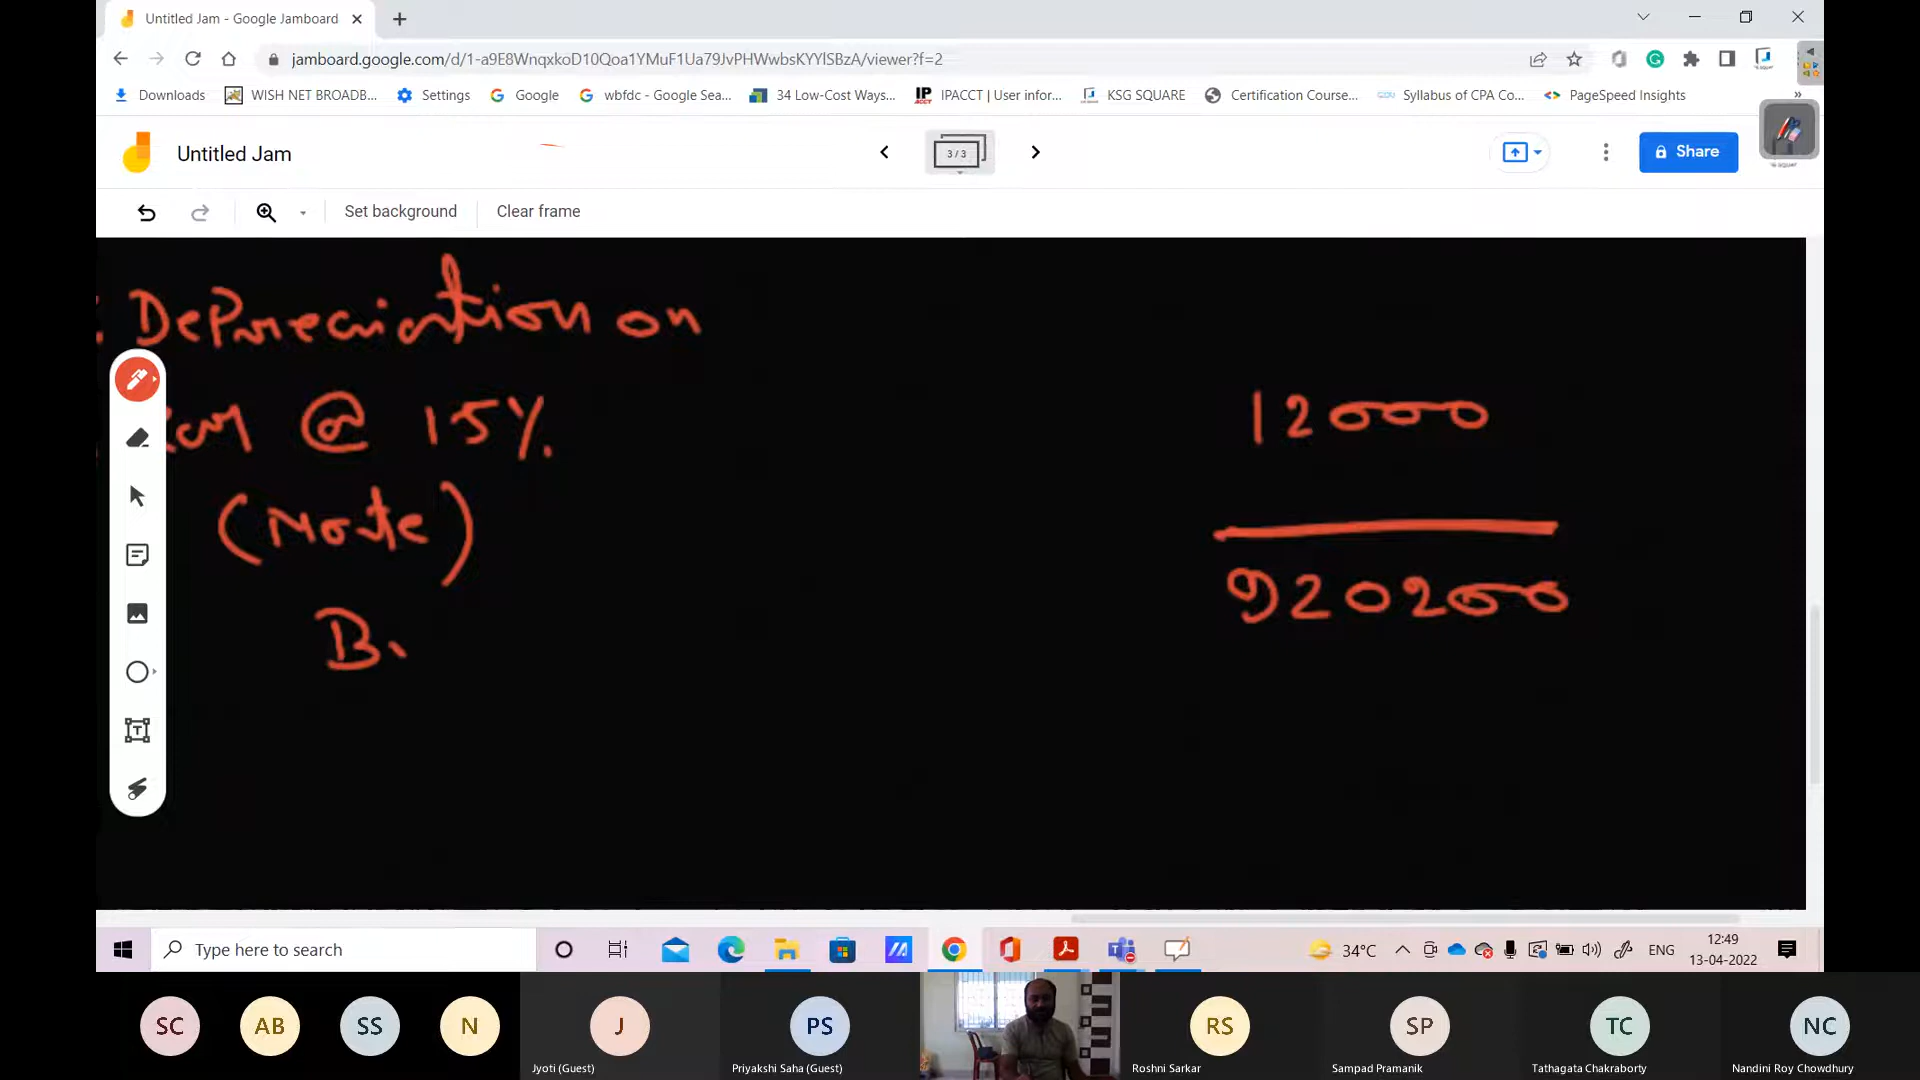 Untitled Jam - Google Jamboard
jamboard.google.com/d/1-a9E8WnqxkoD10Qoa1YMuF1Ua79JvPHWwbsKYYlSBzA/viewer?f=2
Downloads WISH NET BROADB... Settings Google wbfdc - Google Sea... 34 Low-Cost Ways... IPACCT | User infor... KSG SQUARE Certification Course... Syllabus of CPA Co... PageSpeed Insights »
Untitled Jam
3 / 3
Share
Set background Clear frame
: Depreciation on
car @ 15%.
12000
(Note)
920200
B.
Type here to search
34°C
ENG
12:49
13-04-2022
SC AB SS N J PS RS SP TC NC
Jyoti (Guest) Priyakshi Saha (Guest) Roshni Sarkar Sampad Pramanik Tathagata Chakraborty Nandini Roy Chowdhury